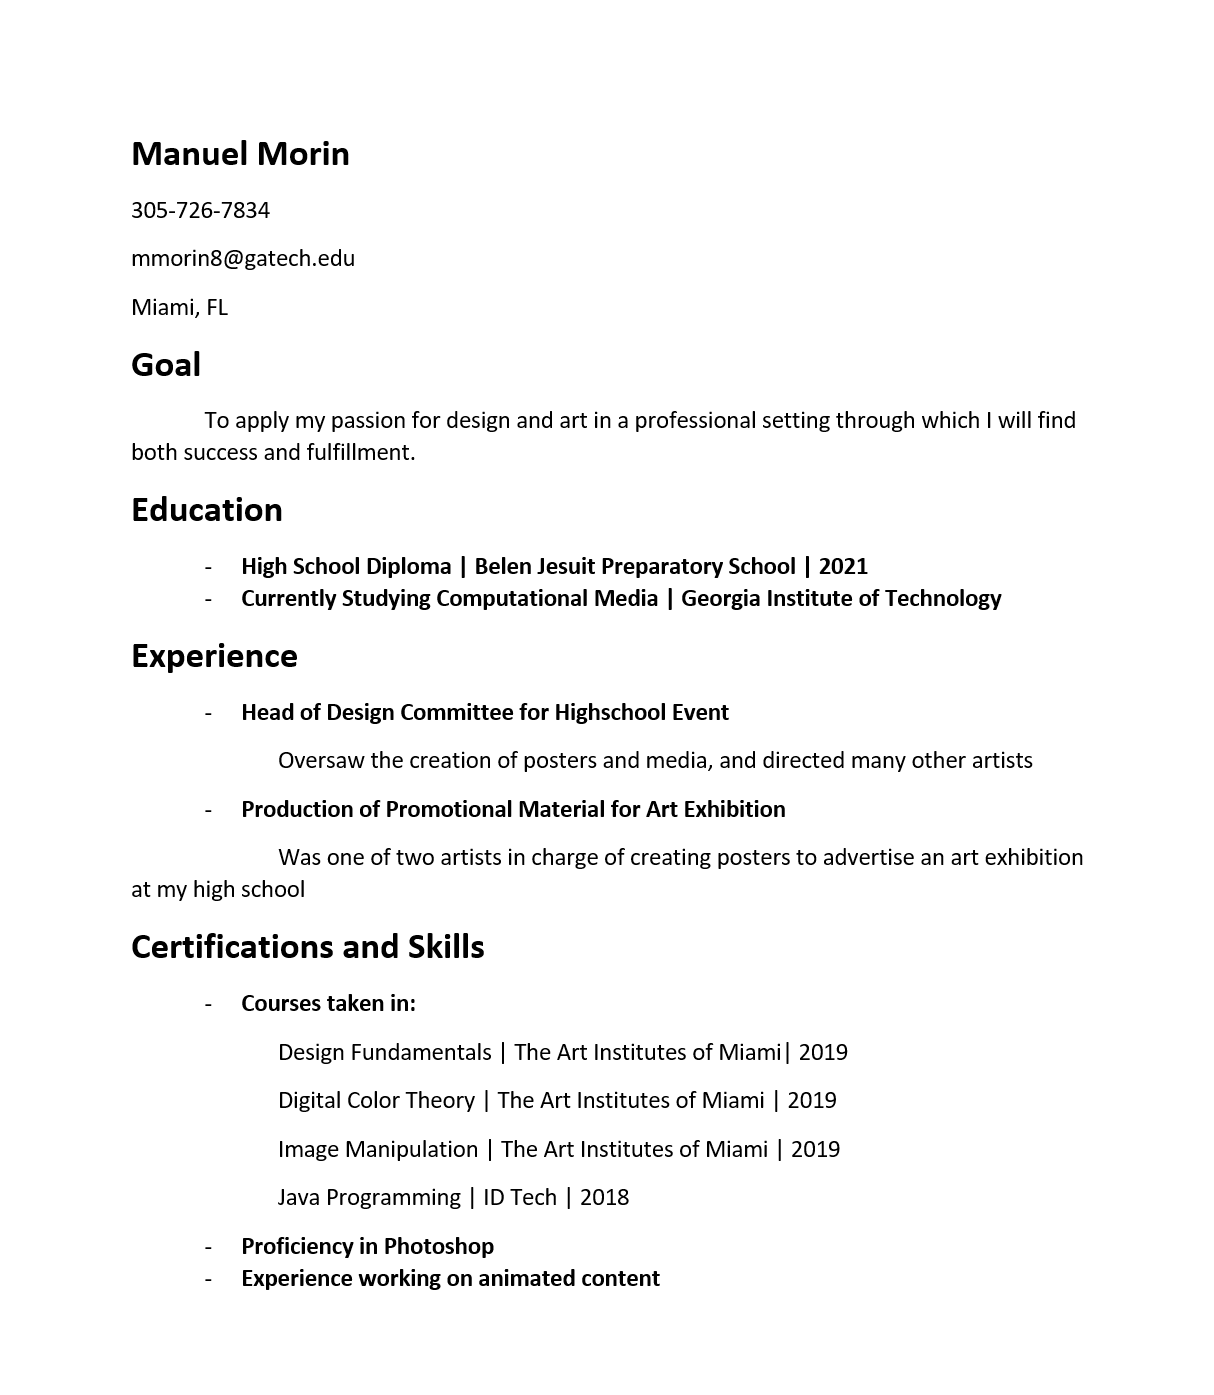 Manuel Morin
305-726-7834
mmorin8@gatech.edu
Miami, FL
Goal
To apply my passion for design and art in a professional setting through which I will find
both success and fulfillment.
Education
- High School Diploma | Belen Jesuit Preparatory School | 2021
- Currently Studying Computational Media | Georgia Institute of Technology
Experience
- Head of Design Committee for Highschool Event
Oversaw the creation of posters and media, and directed many other artists
- Production of Promotional Material for Art Exhibition
Was one of two artists in charge of creating posters to advertise an art exhibition
at my high school
Certifications and Skills
- Courses taken in:
Design Fundamentals | The Art Institutes of Miami| 2019
Digital Color Theory | The Art Institutes of Miami | 2019
Image Manipulation | The Art Institutes of Miami | 2019
Java Programming | ID Tech | 2018
- Proficiency in Photoshop
- Experience working on animated content